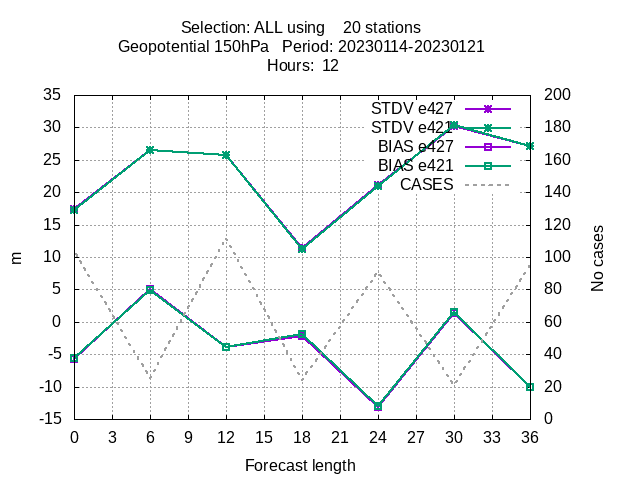 Selection: ALL using    20 stations
Geopotential 150hPa   Period: 20230114-20230121
Hours:  12
35
30
25
20
15
10
5
0
-5
-10
-15
m
200
180
160
140
120
100
80
60
40
20
0
No cases
STDV e427
STDV e421
BIAS e427
BIAS e421
CASES
0 3 6 9 12 15 18 21 24 27 30 33 36
Forecast length